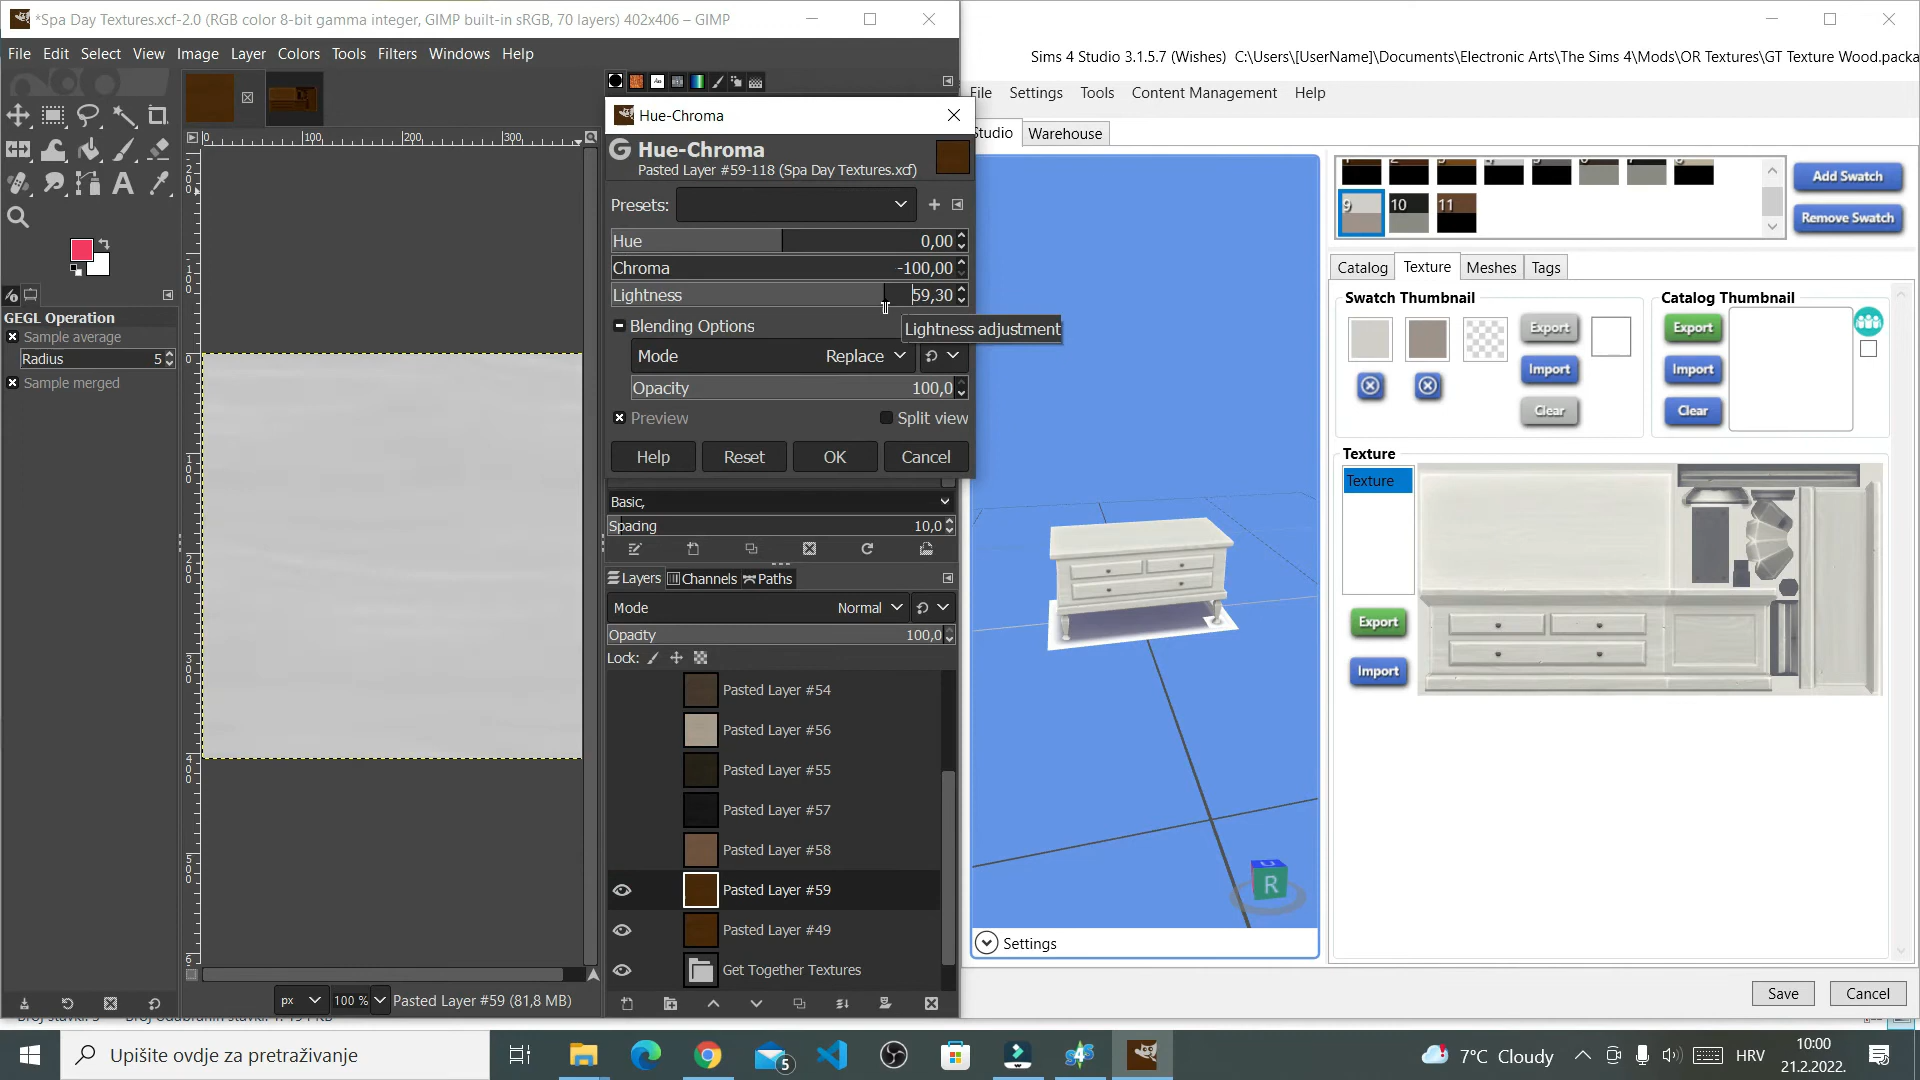 *Spa Day Textures.xcf-2.0 (RGB color 8-bit gamma integer, GIMP built-in sRGB, 70 layers) 402x406 – GIMP
File Edit Select View Image Layer Colors Tools Filters Windows Help
0 100 200 300
GEGL Operation
Sample average
Radius 5
Sample merged
Hue-Chroma
Hue-Chroma
Pasted Layer #59-118 (Spa Day Textures.xcf)
Presets:
Hue 0,00
Chroma -100,00
Lightness 59,30
Lightness adjustment
Blending Options
Mode Replace
Opacity 100,0
Preview Split view
Help Reset OK Cancel
Basic,
Spacing 10,0
Layers Channels Paths
Mode Normal
Opacity 100,0
Lock:
Pasted Layer #54
Pasted Layer #56
Pasted Layer #55
Pasted Layer #57
Pasted Layer #58
Pasted Layer #59
Pasted Layer #49
Get Together Textures
px 100 % Pasted Layer #59 (81,8 MB)
Sims 4 Studio 3.1.5.7 (Wishes) C:\Users\[UserName]\Documents\Electronic Arts\The Sims 4\Mods\OR Textures\GT Texture Wood.packa
File Settings Tools Content Management Help
Studio Warehouse
9 10 11
Add Swatch
Remove Swatch
Catalog Texture Meshes Tags
Swatch Thumbnail
Export
Import
Clear
Catalog Thumbnail
Export
Import
Clear
Texture
Texture
Export
Import
R
Settings
Save Cancel
Upišite ovdje za pretraživanje
5
7°C Cloudy
HRV
10:00
21.2.2022.